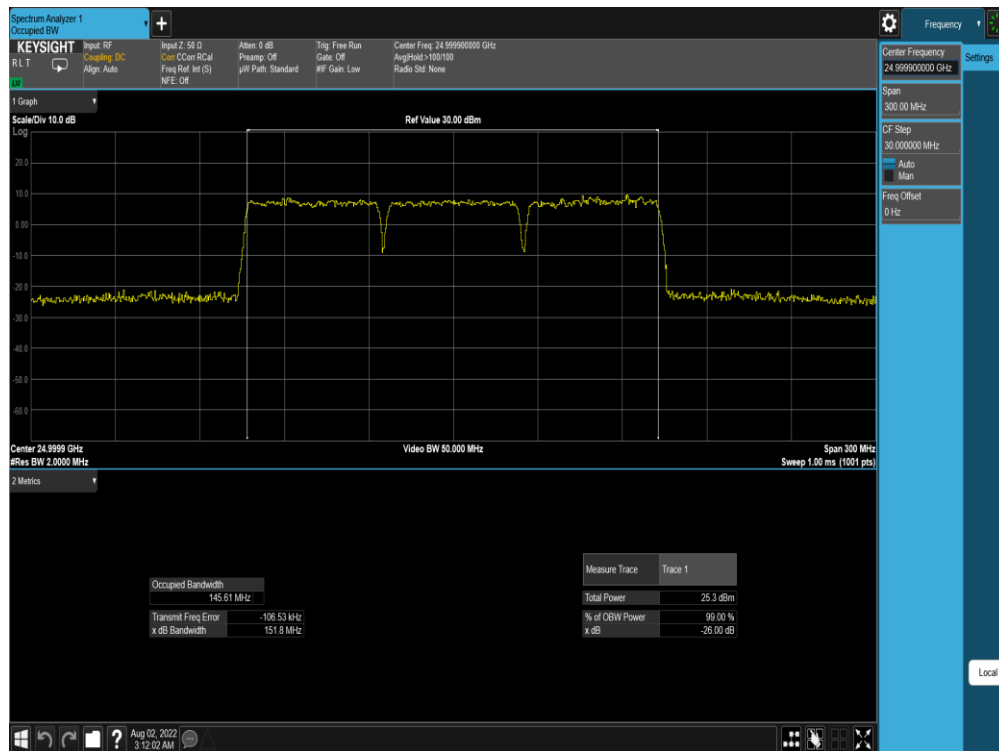 Spectrum Analyzer 1
Occupied BW
+
Frequency
KEYSIGHT
R L T
LXI
Input: RF
Coupling: DC
Align: Auto
Input Z: 50 Ω
Corr CCorr RCal
Freq Ref: Int (S)
NFE: Off
Atten: 0 dB
Preamp: Off
µW Path: Standard
Trig: Free Run
Gate: Off
#IF Gain: Low
Center Freq: 24.999900000 GHz
Avg|Hold:>100/100
Radio Std: None
Center Frequency
24.999900000 GHz
Settings
Span
300.00 MHz
CF Step
30.000000 MHz
Auto
Man
Freq Offset
0 Hz
1 Graph
Scale/Div 10.0 dB
Ref Value 30.00 dBm
Log
20.0
10.0
0.00
-10.0
-20.0
-30.0
-40.0
-50.0
-60.0
Center 24.9999 GHz
Video BW 50.000 MHz
Span 300 MHz
#Res BW 2.0000 MHz
Sweep 1.00 ms (1001 pts)
2 Metrics
Measure Trace
Trace 1
Occupied Bandwidth
145.61 MHz
Total Power
25.3 dBm
Transmit Freq Error
-106.53 kHz
% of OBW Power
99.00 %
x dB Bandwidth
151.8 MHz
x dB
-26.00 dB
Local
?
Aug 02, 2022
3:12:02 AM